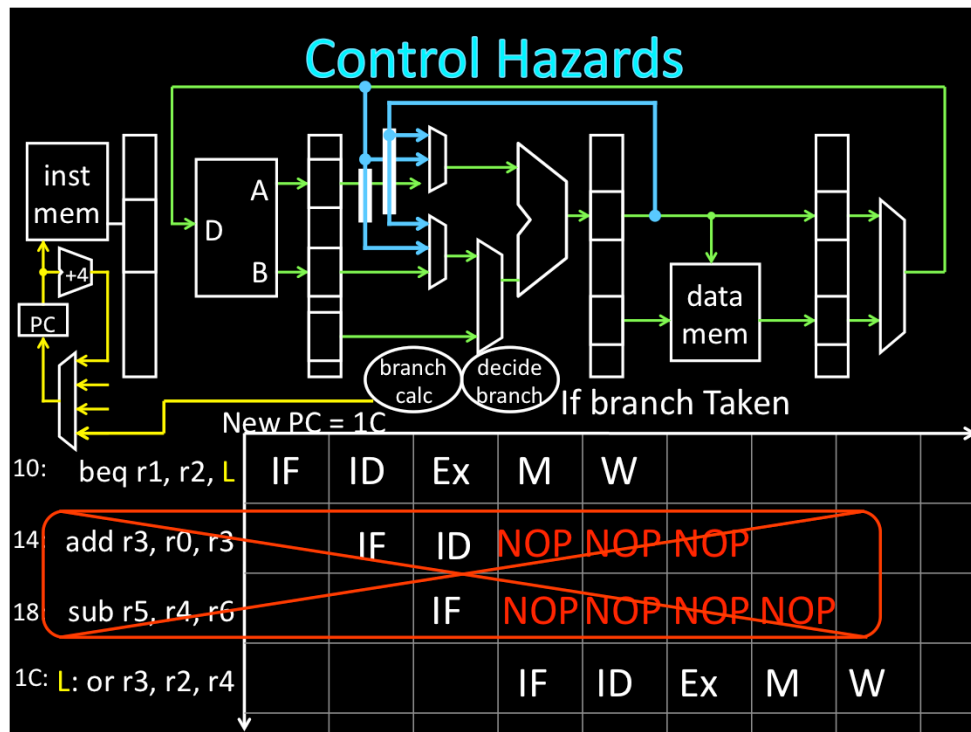 Control Hazards
inst
mem
+4
PC
A
D
B
data
mem
branch
calc
decide
branch
If branch Taken
New PC = 1C
10: beq r1, r2, L IF ID Ex M W
14: add r3, r0, r3 IF ID NOP NOP NOP
18: sub r5, r4, r6 IF NOP NOP NOP NOP
1C: L: or r3, r2, r4 IF ID Ex M W